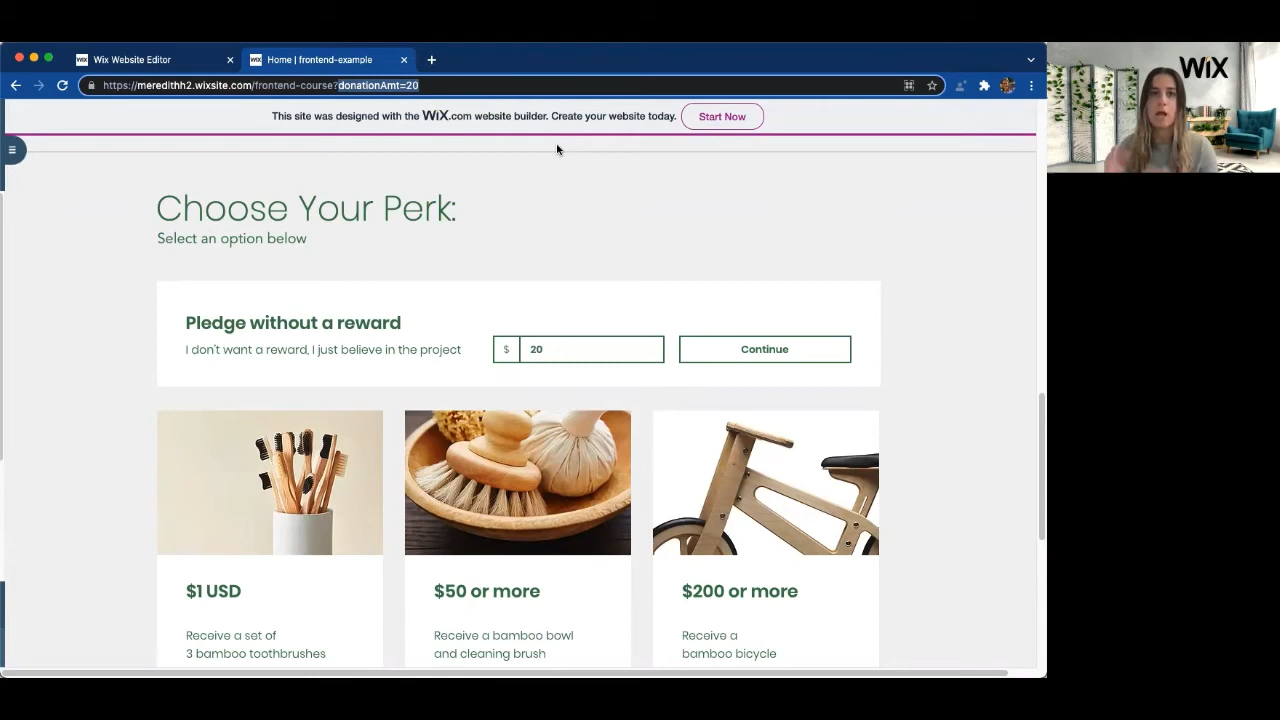 WIX
Wix Website Editor
Home | frontend-example
https://meredithh2.wixsite.com/frontend-course?donationAmt=20
This site was designed with the WiX.com website builder. Create your website today.
Start Now
Choose Your Perk:
Select an option below
Pledge without a reward
I don't want a reward, I just believe in the project
$
20
Continue
$1 USD
$50 or more
$200 or more
Receive a set of
3 bamboo toothbrushes
Receive a bamboo bowl
and cleaning brush
Receive a
bamboo bicycle